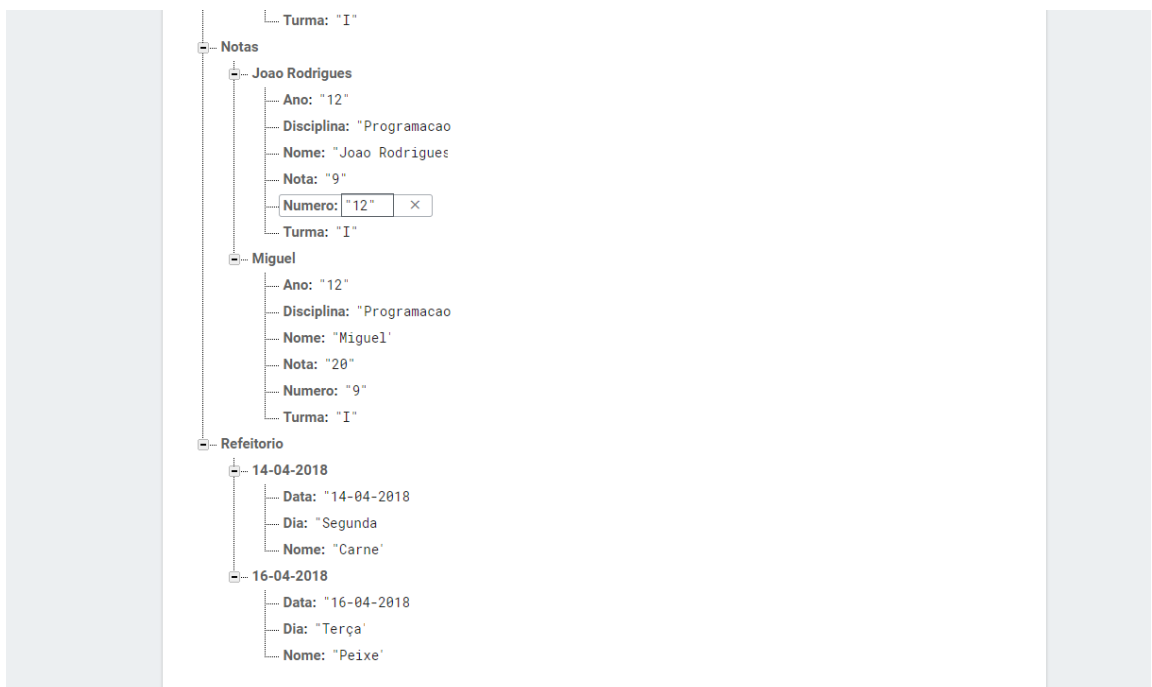 Turma: "I"
Notas
Joao Rodrigues
Ano: "12"
Disciplina: "Programacao
Nome: "Joao Rodrigues
Nota: "9"
Numero: "12" ×
Turma: "I"
Miguel
Ano: "12"
Disciplina: "Programacao
Nome: "Miguel'
Nota: "20"
Numero: "9"
Turma: "I"
Refeitorio
14-04-2018
Data: "14-04-2018
Dia: "Segunda
Nome: "Carne'
16-04-2018
Data: "16-04-2018
Dia: "Terça'
Nome: "Peixe'